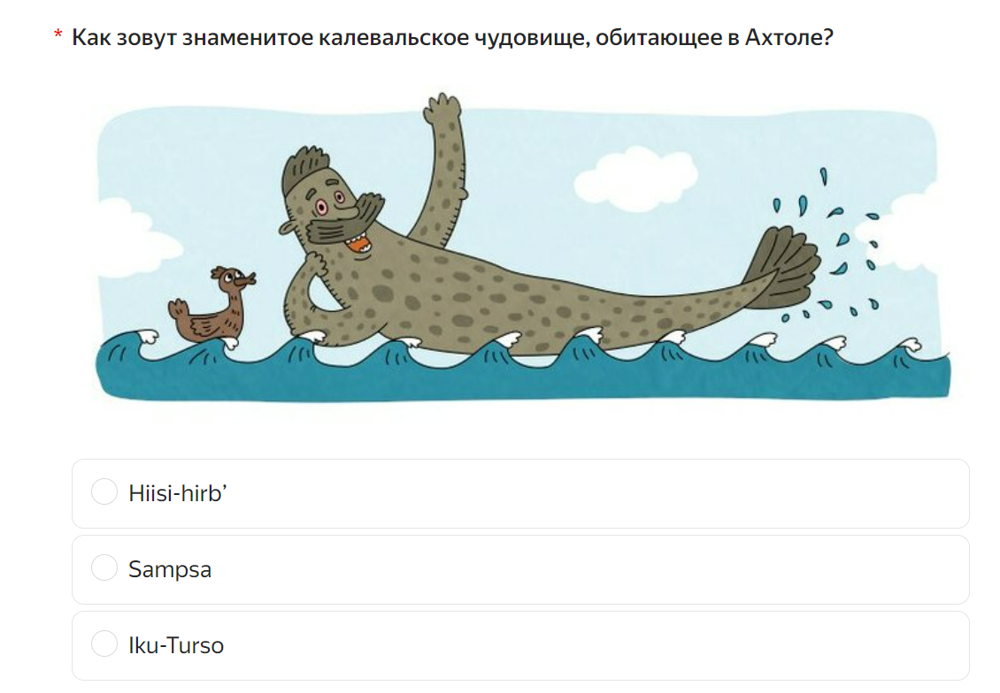 * Как зовут знаменитое калевальское чудовище, обитающее в Ахтоле?
Hiisi-hirb’
Sampsa
Iku-Turso